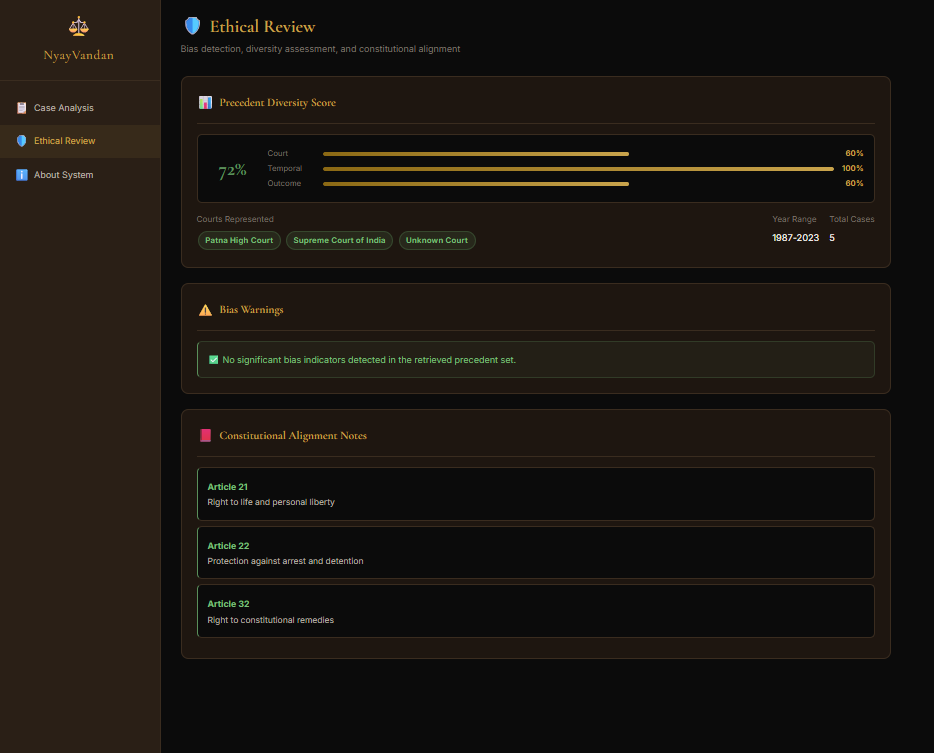 NyayVandan
Case Analysis
Ethical Review
About System
Ethical Review
Bias detection, diversity assessment, and constitutional alignment
Precedent Diversity Score
72%
Court 60%
Temporal 100%
Outcome 60%
Courts Represented
Patna High Court Supreme Court of India Unknown Court
Year Range Total Cases
1987-2023 5
Bias Warnings
No significant bias indicators detected in the retrieved precedent set.
Constitutional Alignment Notes
Article 21
Right to life and personal liberty
Article 22
Protection against arrest and detention
Article 32
Right to constitutional remedies